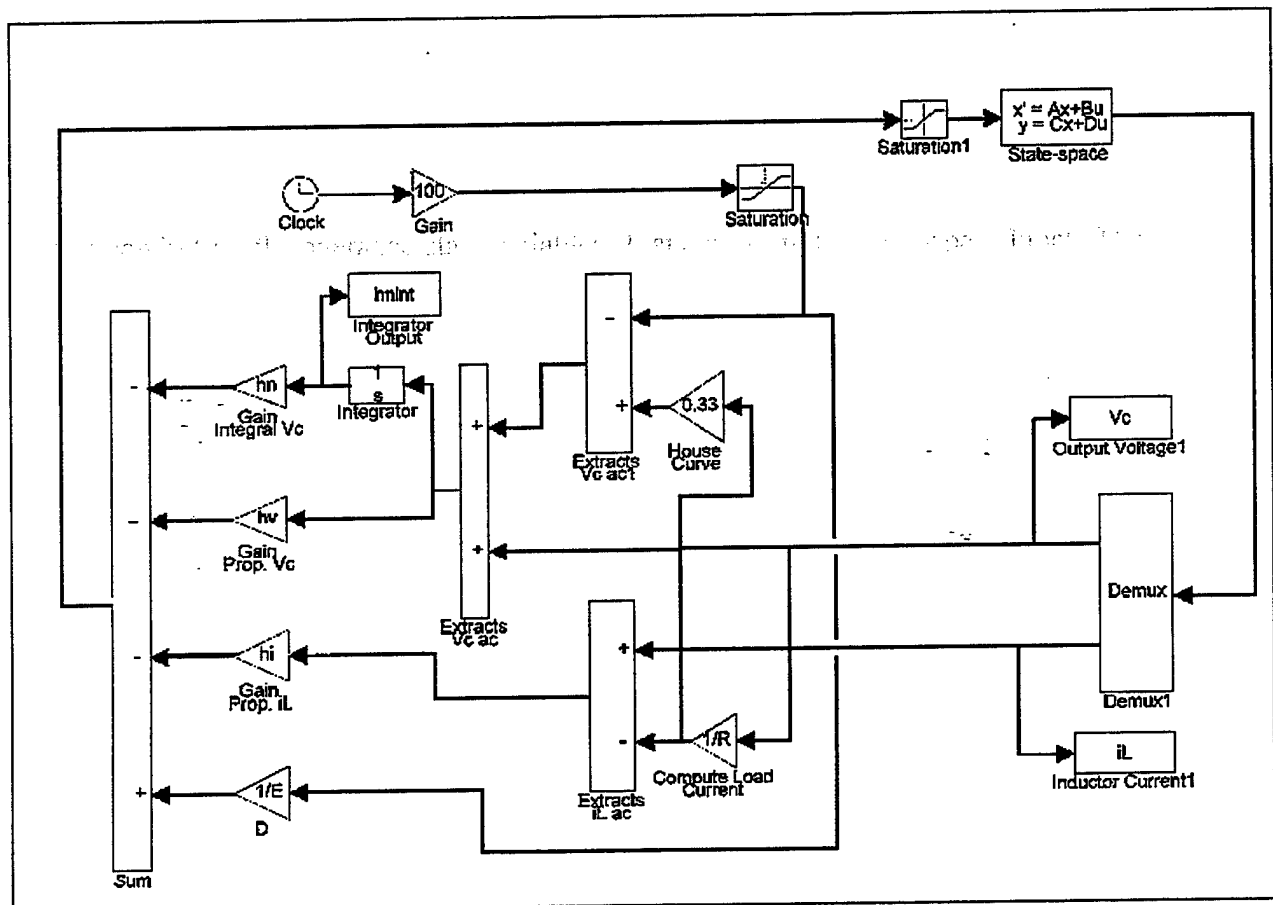 x' = Ax+Bu
y = Cx+Du
State-space
Saturation1
Clock
100
Gain
Saturation
Integrator
Output
-
hn
Gain
Integral Vc
1
s
Integrator
-
+
Extracts
Vc ac1
0.33
House
Curve
Vc
Output Voltage1
-
hv
Gain
Prop. Vc
+
+
Extracts
Vc ac
Demux
Demux1
-
hi
Gain
Prop. iL
+
-
Extracts
iL ac
1/R
Compute Load
Current
iL
Inductor Current1
+
1/E
D
Sum